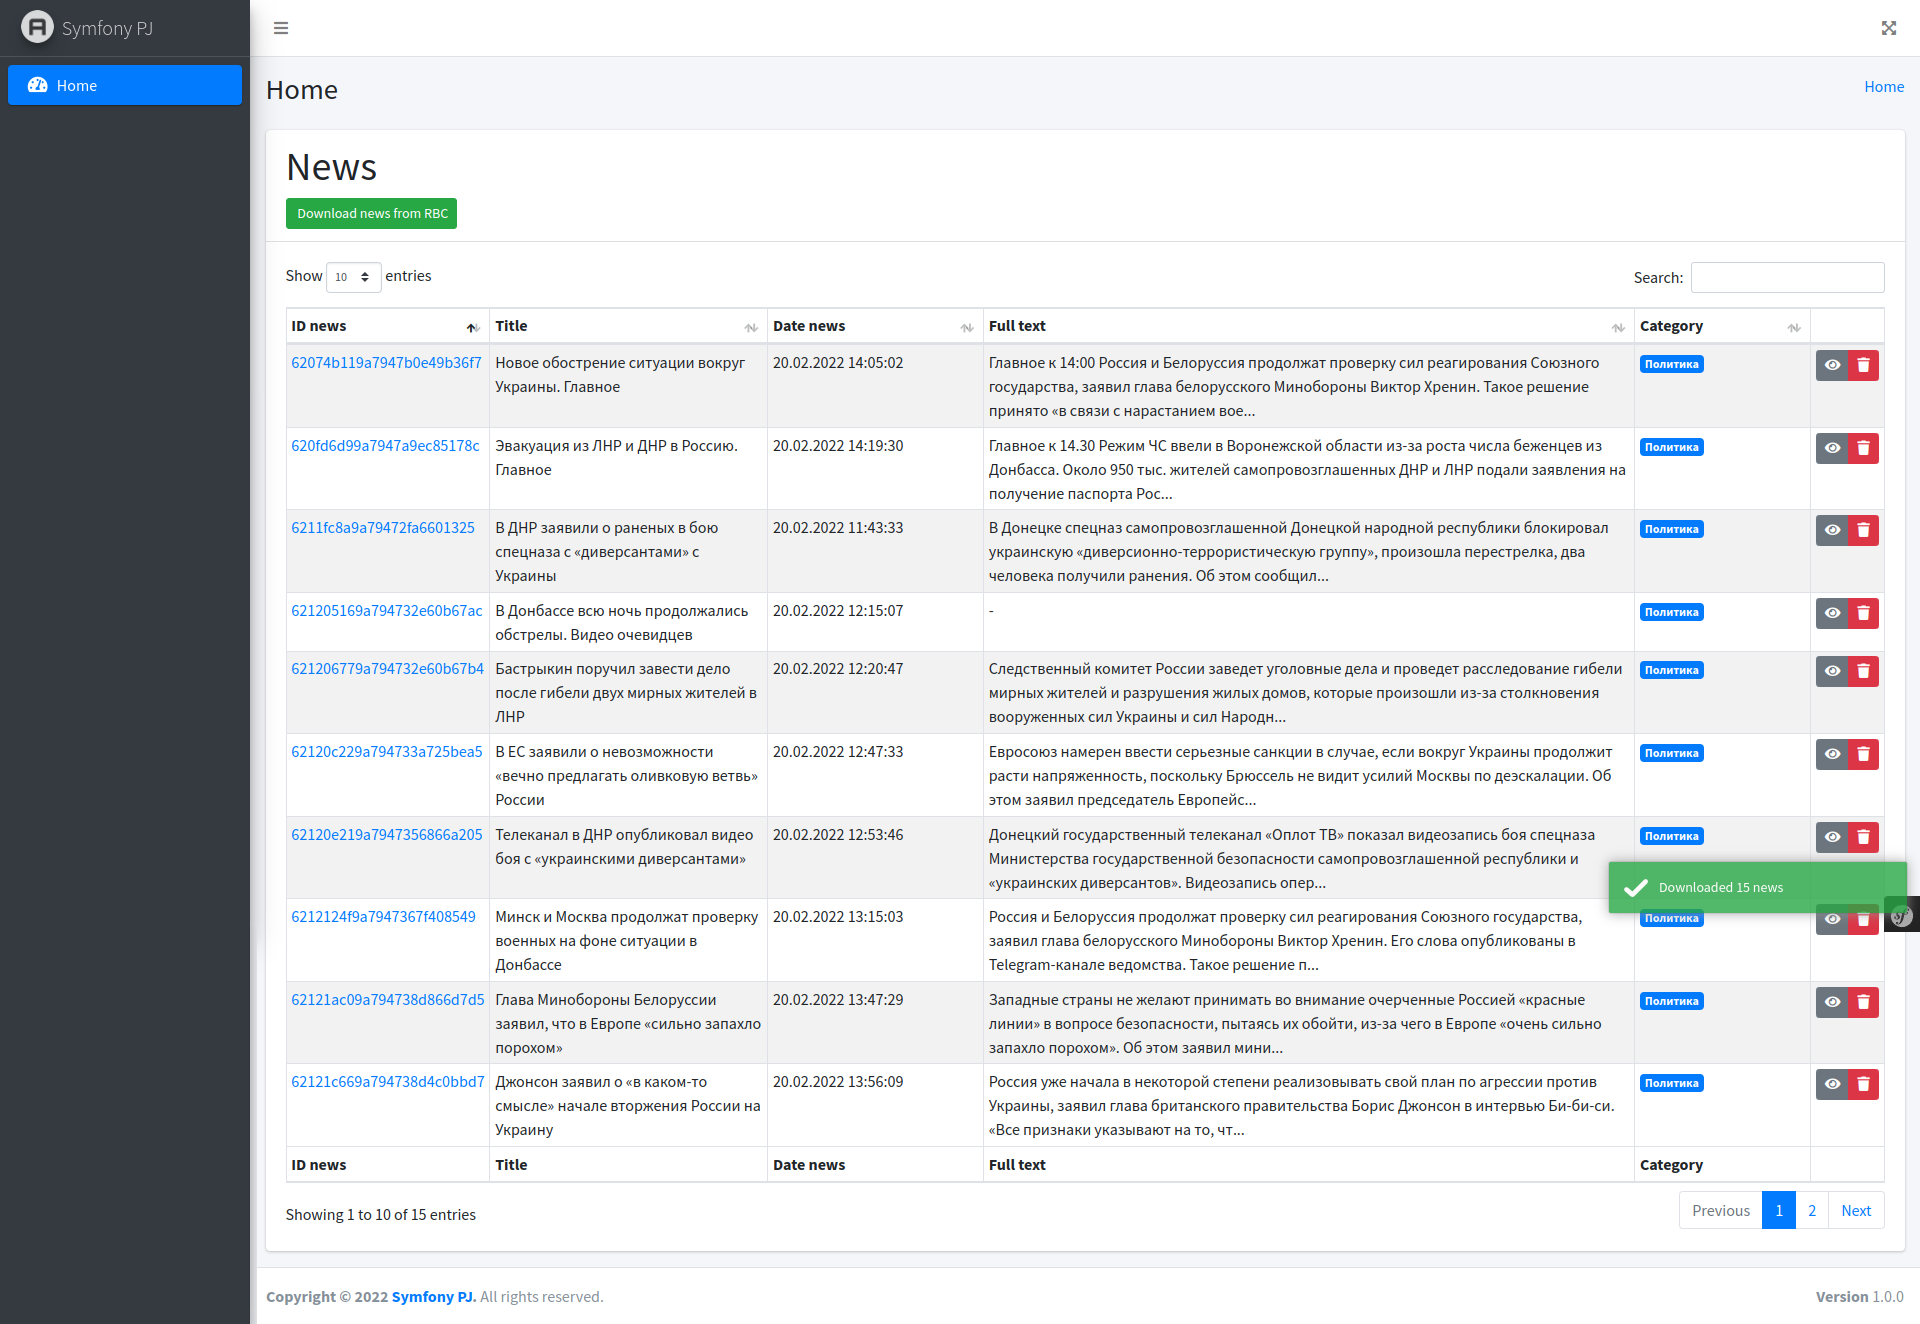 Symfony PJ
Home
Home
Home
News
Download news from RBC
Show 10 entries
Search:
ID news Title Date news Full text Category
62074b119a7947b0e49b36f7 Новое обострение ситуации вокруг 20.02.2022 14:05:02 Главное к 14:00 Россия и Белоруссия продолжат проверку сил реагирования Союзного Политика
Украины. Главное государства, заявил глава белорусского Минобороны Виктор Хренин. Такое решение
принято «в связи с нарастанием вое...
620fd6d99a7947a9ec85178c Эвакуация из ЛНР и ДНР в Россию. 20.02.2022 14:19:30 Главное к 14.30 Режим ЧС ввели в Воронежской области из-за роста числа беженцев из Политика
Главное Донбасса. Около 950 тыс. жителей самопровозглашенных ДНР и ЛНР подали заявления на
получение паспорта Рос...
6211fc8a9a79472fa6601325 В ДНР заявили о раненых в бою 20.02.2022 11:43:33 В Донецке спецназ самопровозглашенной Донецкой народной республики блокировал Политика
спецназа с «диверсантами» с украинскую «диверсионно-террористическую группу», произошла перестрелка, два
Украины человека получили ранения. Об этом сообщил...
621205169a794732e60b67ac В Донбассе всю ночь продолжались 20.02.2022 12:15:07 - Политика
обстрелы. Видео очевидцев
621206779a794732e60b67b4 Бастрыкин поручил завести дело 20.02.2022 12:20:47 Следственный комитет России заведет уголовные дела и проведет расследование гибели Политика
после гибели двух мирных жителей в мирных жителей и разрушения жилых домов, которые произошли из-за столкновения
ЛНР вооруженных сил Украины и сил Народн...
62120c229a794733a725bea5 В ЕС заявили о невозможности 20.02.2022 12:47:33 Евросоюз намерен ввести серьезные санкции в случае, если вокруг Украины продолжит Политика
«вечно предлагать оливковую ветвь» расти напряженность, поскольку Брюссель не видит усилий Москвы по деэскалации. Об
России этом заявил председатель Европейс...
62120e219a7947356866a205 Телеканал в ДНР опубликовал видео 20.02.2022 12:53:46 Донецкий государственный телеканал «Оплот ТВ» показал видеозапись боя спецназа Политика
боя с «украинскими диверсантами» Министерства государственной безопасности самопровозглашенной республики и
«украинских диверсантов». Видеозапись опер...
Downloaded 15 news
6212124f9a7947367f408549 Минск и Москва продолжат проверку 20.02.2022 13:15:03 Россия и Белоруссия продолжат проверку сил реагирования Союзного государства, Политика
военных на фоне ситуации в заявил глава белорусского Минобороны Виктор Хренин. Его слова опубликованы в
Донбассе Telegram-канале ведомства. Такое решение п...
62121ac09a794738d866d7d5 Глава Минобороны Белоруссии 20.02.2022 13:47:29 Западные страны не желают принимать во внимание очерченные Россией «красные Политика
заявил, что в Европе «сильно запахло линии» в вопросе безопасности, пытаясь их обойти, из-за чего в Европе «очень сильно
порохом» запахло порохом». Об этом заявил мини...
62121c669a794738d4c0bbd7 Джонсон заявил о «в каком-то 20.02.2022 13:56:09 Россия уже начала в некоторой степени реализовывать свой план по агрессии против Политика
смысле» начале вторжения России на Украины, заявил глава британского правительства Борис Джонсон в интервью Би-би-си.
Украину «Все признаки указывают на то, чт...
ID news Title Date news Full text Category
Showing 1 to 10 of 15 entries
Previous 1 2 Next
Copyright © 2022 Symfony PJ. All rights reserved.
Version 1.0.0